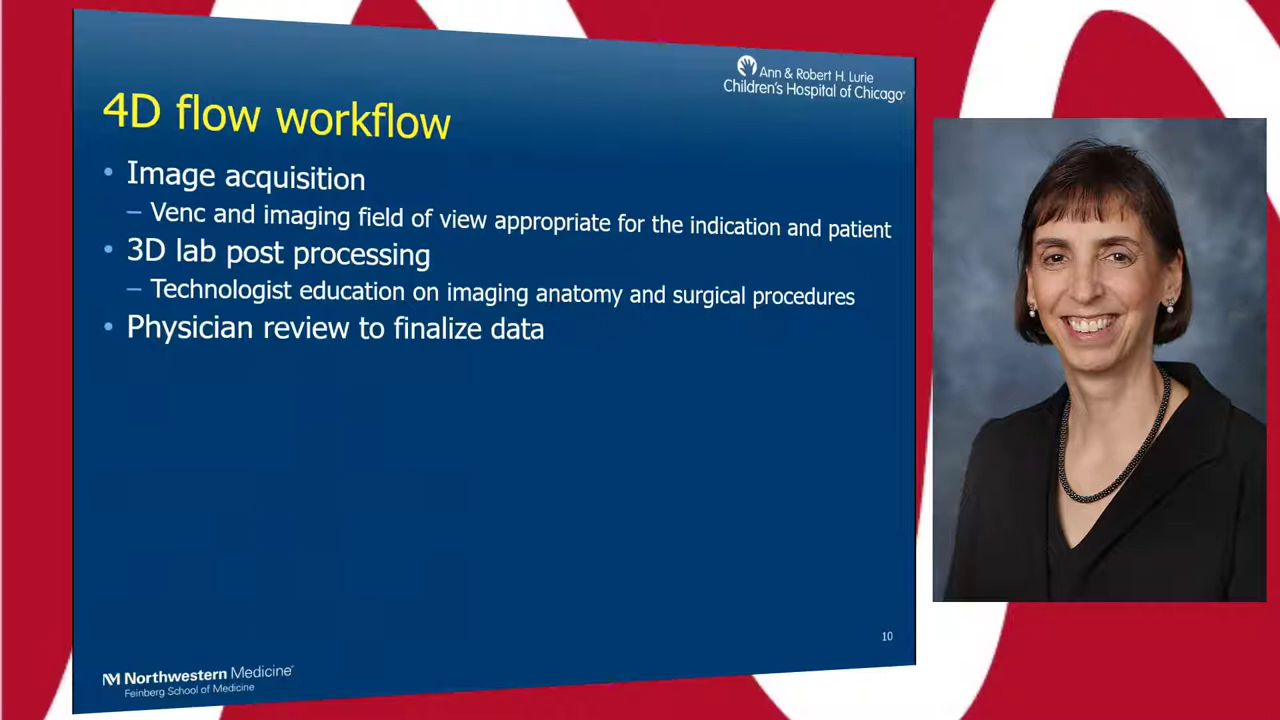 Ann & Robert H. Lurie
Children's Hospital of Chicago®
4D flow workflow
• Image acquisition
– Venc and imaging field of view appropriate for the indication and patient
• 3D lab post processing
– Technologist education on imaging anatomy and surgical procedures
• Physician review to finalize data
10
NM Northwestern Medicine®
Feinberg School of Medicine